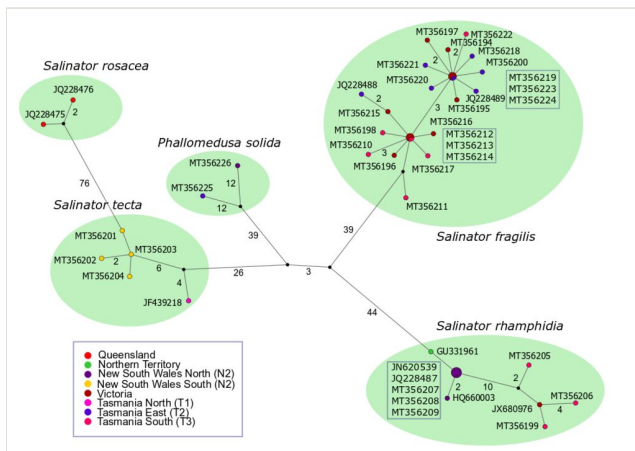 Salinator rosacea
JQ228476
JQ228475
2
76
Phallomedusa solida
MT356226
MT356225
12
12
39
Salinator tecta
MT356201
MT356203
MT356202
MT356204
2
6
4
JF439218
26
3
39
44
MT356197
MT356222
MT356194
MT356221
MT356218
MT356200
MT356220
JQ228489
MT356195
2
2
3
MT356219
MT356223
MT356224
JQ228488
2
MT356215
MT356216
MT356198
MT356210
3
MT356196
MT356217
MT356212
MT356213
MT356214
MT356211
Salinator fragilis
Salinator rhamphidia
GU331961
JN620539
JQ228487
MT356207
MT356208
MT356209
2
HQ660003
10
2
MT356205
MT356206
JX680976
4
MT356199
Queensland
Northern Territory
New South Wales North (N2)
New South Wales South (N2)
Victoria
Tasmania North (T1)
Tasmania East (T2)
Tasmania South (T3)